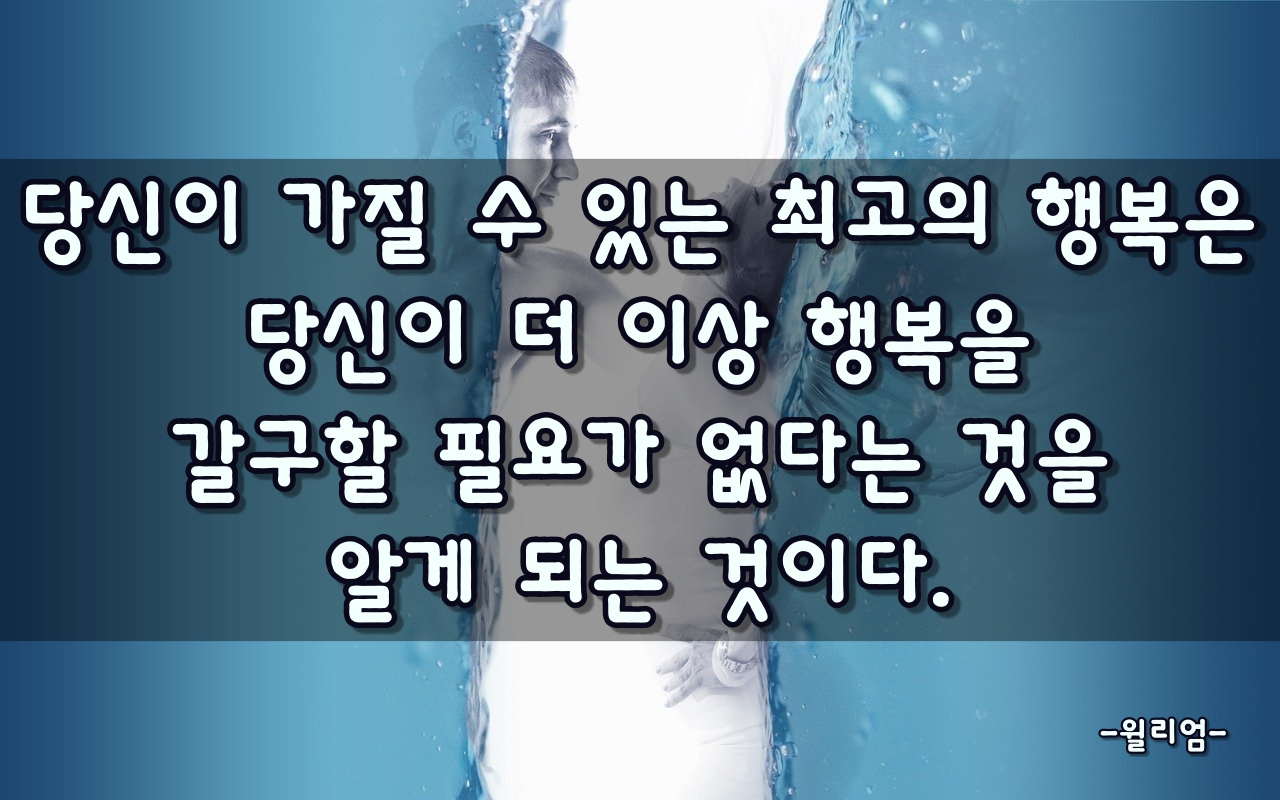 당신이 가질 수 있는 최고의 행복은
당신이 더 이상 행복을
갈구할 필요가 없다는 것을
알게 되는 것이다.
-윌리엄-